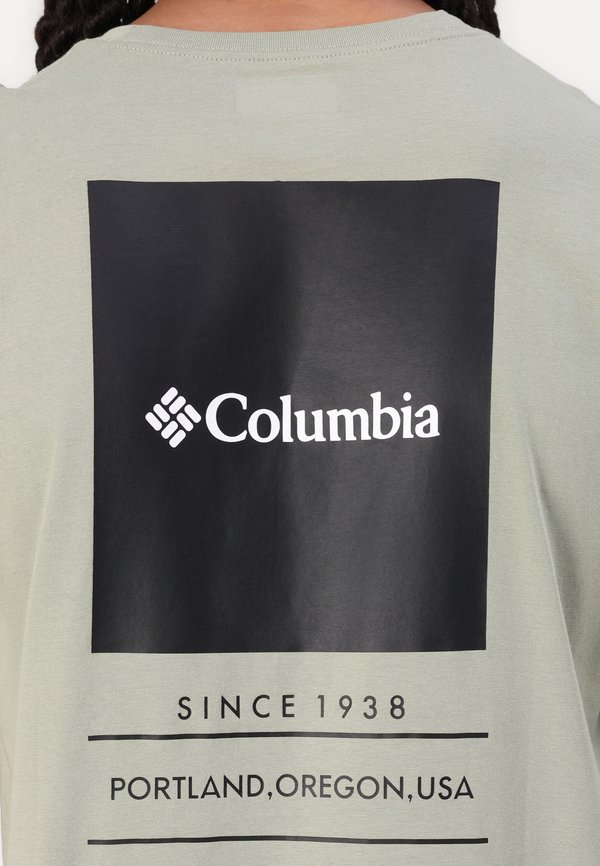 Columbia
SINCE 1938
PORTLAND,OREGON,USA